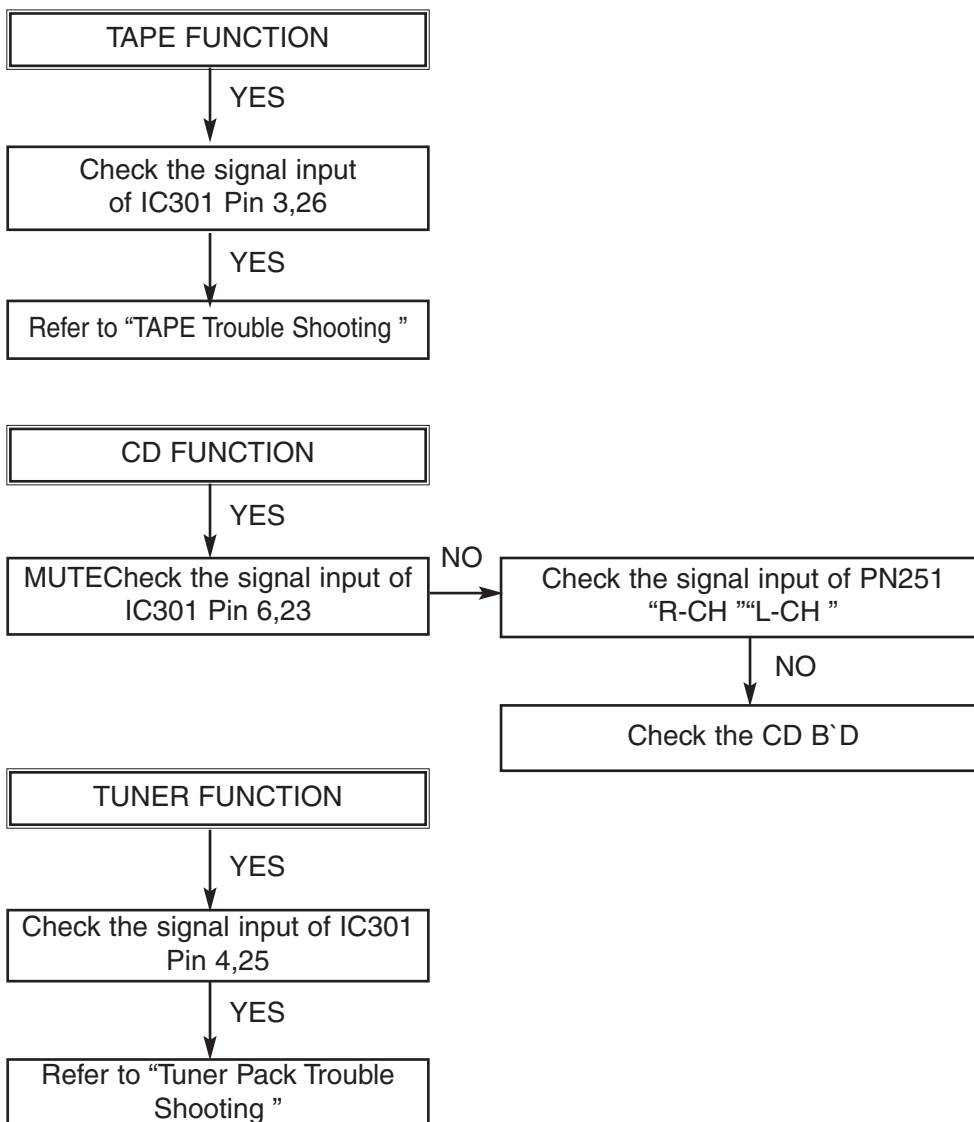 TAPE FUNCTION
YES
Check the signal input
of IC301 Pin 3,26
YES
Refer to “TAPE Trouble Shooting ”
CD FUNCTION
YES
MUTECheck the signal input of
IC301 Pin 6,23
NO
Check the signal input of PN251
“R-CH ”“L-CH ”
NO
Check the CD B`D
TUNER FUNCTION
YES
Check the signal input of IC301
Pin 4,25
YES
Refer to “Tuner Pack Trouble
Shooting ”